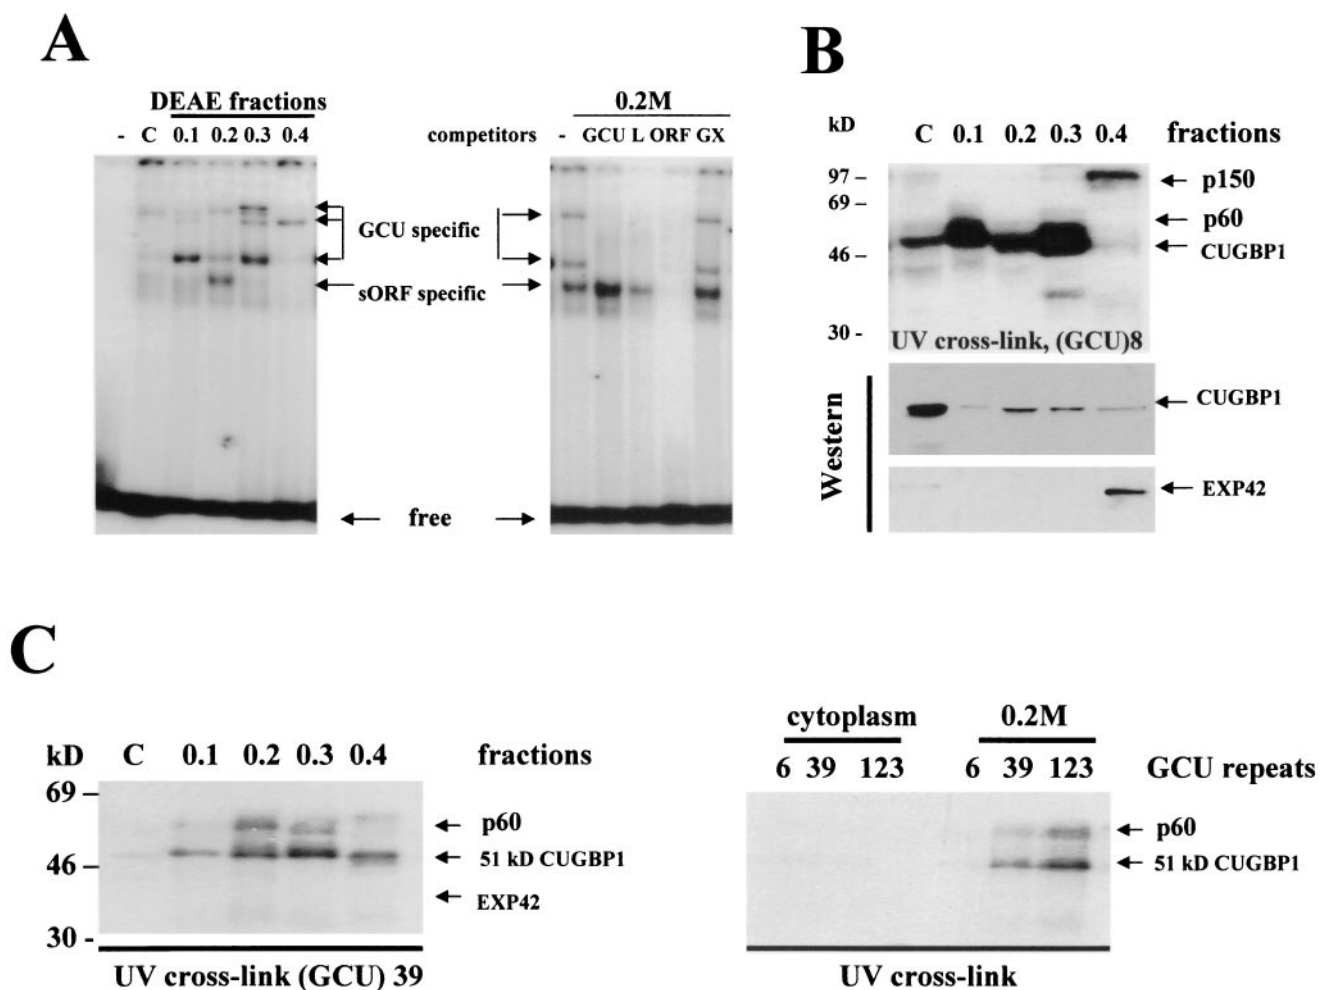 A
DEAE fractions
- C 0.1 0.2 0.3 0.4
competitors
0.2M
- GCU L ORF GX
GCU specific
sORF specific
free
B
kD
C 0.1 0.2 0.3 0.4 fractions
97 –
69 –
46 –
30 -
p150
p60
CUGBP1
UV cross-link, (GCU)8
Western
CUGBP1
EXP42
C
kD C 0.1 0.2 0.3 0.4 fractions
69 –
46 –
30 -
p60
51 kD CUGBP1
EXP42
UV cross-link (GCU) 39
cytoplasm 0.2M
6 39 123 6 39 123 GCU repeats
p60
51 kD CUGBP1
UV cross-link